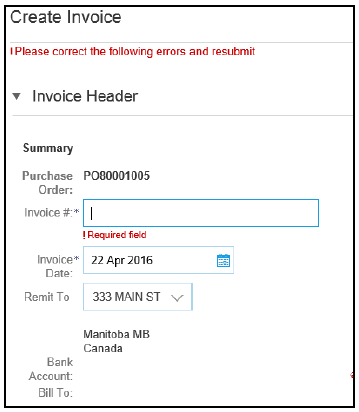 Create Invoice
!Please correct the following errors and resubmit
▼ Invoice Header
Summary
Purchase Order: PO80001005
Invoice #:*
! Required field
Invoice Date:* 22 Apr 2016
Remit To 333 MAIN ST
Manitoba MB
Canada
Bank Account:
Bill To: